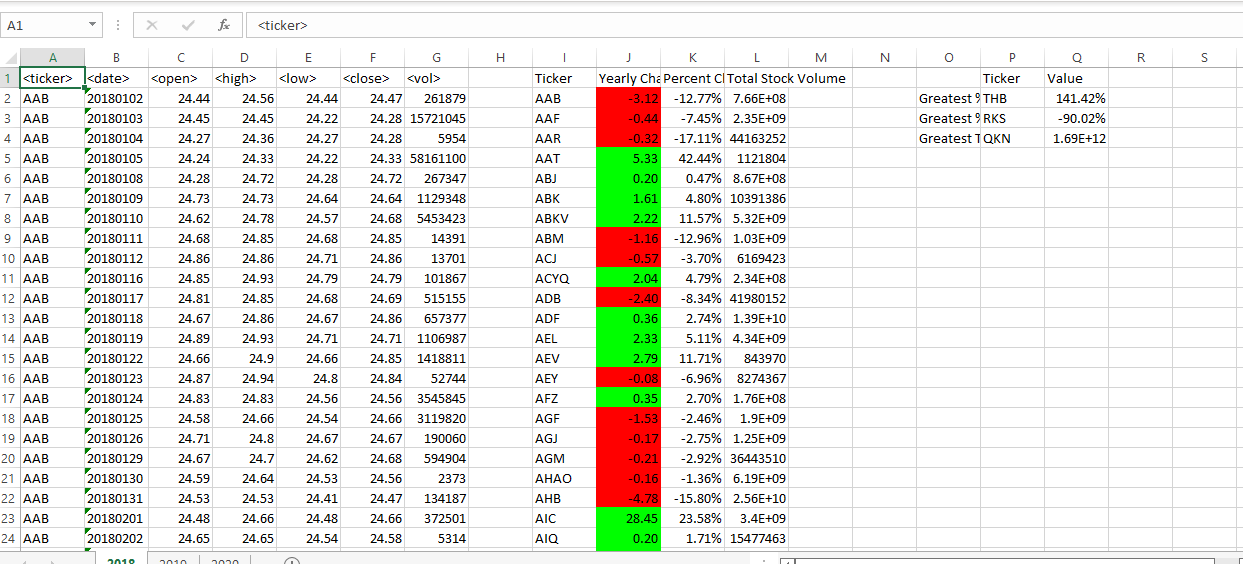 A1 fx <ticker>
A B C D E F G H I J K L M N O P Q R S
1 <ticker> <date> <open> <high> <low> <close> <vol> Ticker Yearly Cha Percent Cl Total Stock Volume Ticker Value
2 AAB 20180102 24.44 24.56 24.44 24.47 261879 AAB -3.12 -12.77% 7.66E+08 Greatest % THB 141.42%
3 AAB 20180103 24.45 24.45 24.22 24.28 15721045 AAF -0.44 -7.45% 2.35E+09 Greatest % RKS -90.02%
4 AAB 20180104 24.27 24.36 24.27 24.28 5954 AAR -0.32 -17.11% 44163252 Greatest T QKN 1.69E+12
5 AAB 20180105 24.24 24.33 24.22 24.33 58161100 AAT 5.33 42.44% 1121804
6 AAB 20180108 24.28 24.72 24.28 24.72 267347 ABJ 0.20 0.47% 8.67E+08
7 AAB 20180109 24.73 24.73 24.64 24.64 1129348 ABK 1.61 4.80% 10391386
8 AAB 20180110 24.62 24.78 24.57 24.68 5453423 ABKV 2.22 11.57% 5.32E+09
9 AAB 20180111 24.68 24.85 24.68 24.85 14391 ABM -1.16 -12.96% 1.03E+09
10 AAB 20180112 24.86 24.86 24.71 24.86 13701 ACJ -0.57 -3.70% 6169423
11 AAB 20180116 24.85 24.93 24.79 24.79 101867 ACYQ 2.04 4.79% 2.34E+08
12 AAB 20180117 24.81 24.85 24.68 24.69 515155 ADB -2.40 -8.34% 41980152
13 AAB 20180118 24.67 24.86 24.67 24.86 657377 ADF 0.36 2.74% 1.39E+10
14 AAB 20180119 24.89 24.93 24.71 24.71 1106987 AEL 2.33 5.11% 4.34E+09
15 AAB 20180122 24.66 24.9 24.66 24.85 1418811 AEV 2.79 11.71% 843970
16 AAB 20180123 24.87 24.94 24.8 24.84 52744 AEY -0.08 -6.96% 8274367
17 AAB 20180124 24.83 24.83 24.56 24.56 3545845 AFZ 0.35 2.70% 1.76E+08
18 AAB 20180125 24.58 24.66 24.54 24.66 3119820 AGF -1.53 -2.46% 1.9E+09
19 AAB 20180126 24.71 24.8 24.67 24.67 190060 AGJ -0.17 -2.75% 1.25E+09
20 AAB 20180129 24.67 24.7 24.62 24.68 594904 AGM -0.21 -2.92% 36443510
21 AAB 20180130 24.59 24.64 24.53 24.56 2373 AHAO -0.16 -1.36% 6.19E+09
22 AAB 20180131 24.53 24.53 24.41 24.47 134187 AHB -4.78 -15.80% 2.56E+10
23 AAB 20180201 24.48 24.66 24.48 24.66 372501 AIC 28.45 23.58% 3.4E+09
24 AAB 20180202 24.65 24.65 24.54 24.58 5314 AIQ 0.20 1.71% 15477463
2018 2019 2020